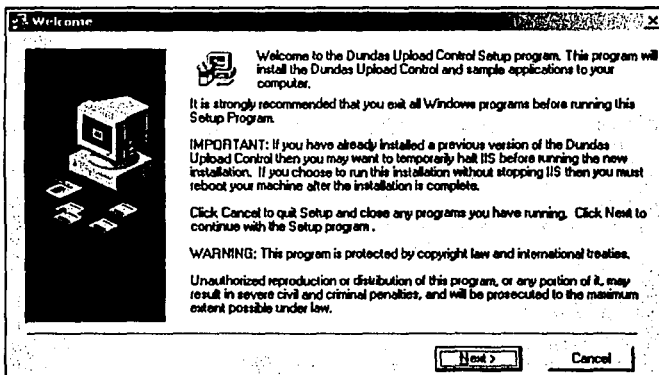 Welcome
Welcome to the Dundas Upload Control Setup program. This program will
install the Dundas Upload Control and sample applications to your
computer.
It is strongly recommended that you exit all Windows programs before running this
Setup Program.
IMPORTANT: If you have already installed a previous version of the Dundas
Upload Control then you may want to temporarily halt IIS before running the new
installation. If you choose to run this installation without stopping IIS then you must
reboot your machine after the installation is complete.
Click Cancel to quit Setup and close any programs you have running. Click Next to
continue with the Setup program .
WARNING: This program is protected by copyright law and international treaties.
Unauthorized reproduction or distribution of this program, or any portion of it, may
result in severe civil and criminal penalties, and will be prosecuted to the maximum
extent possible under law.
Next > Cancel